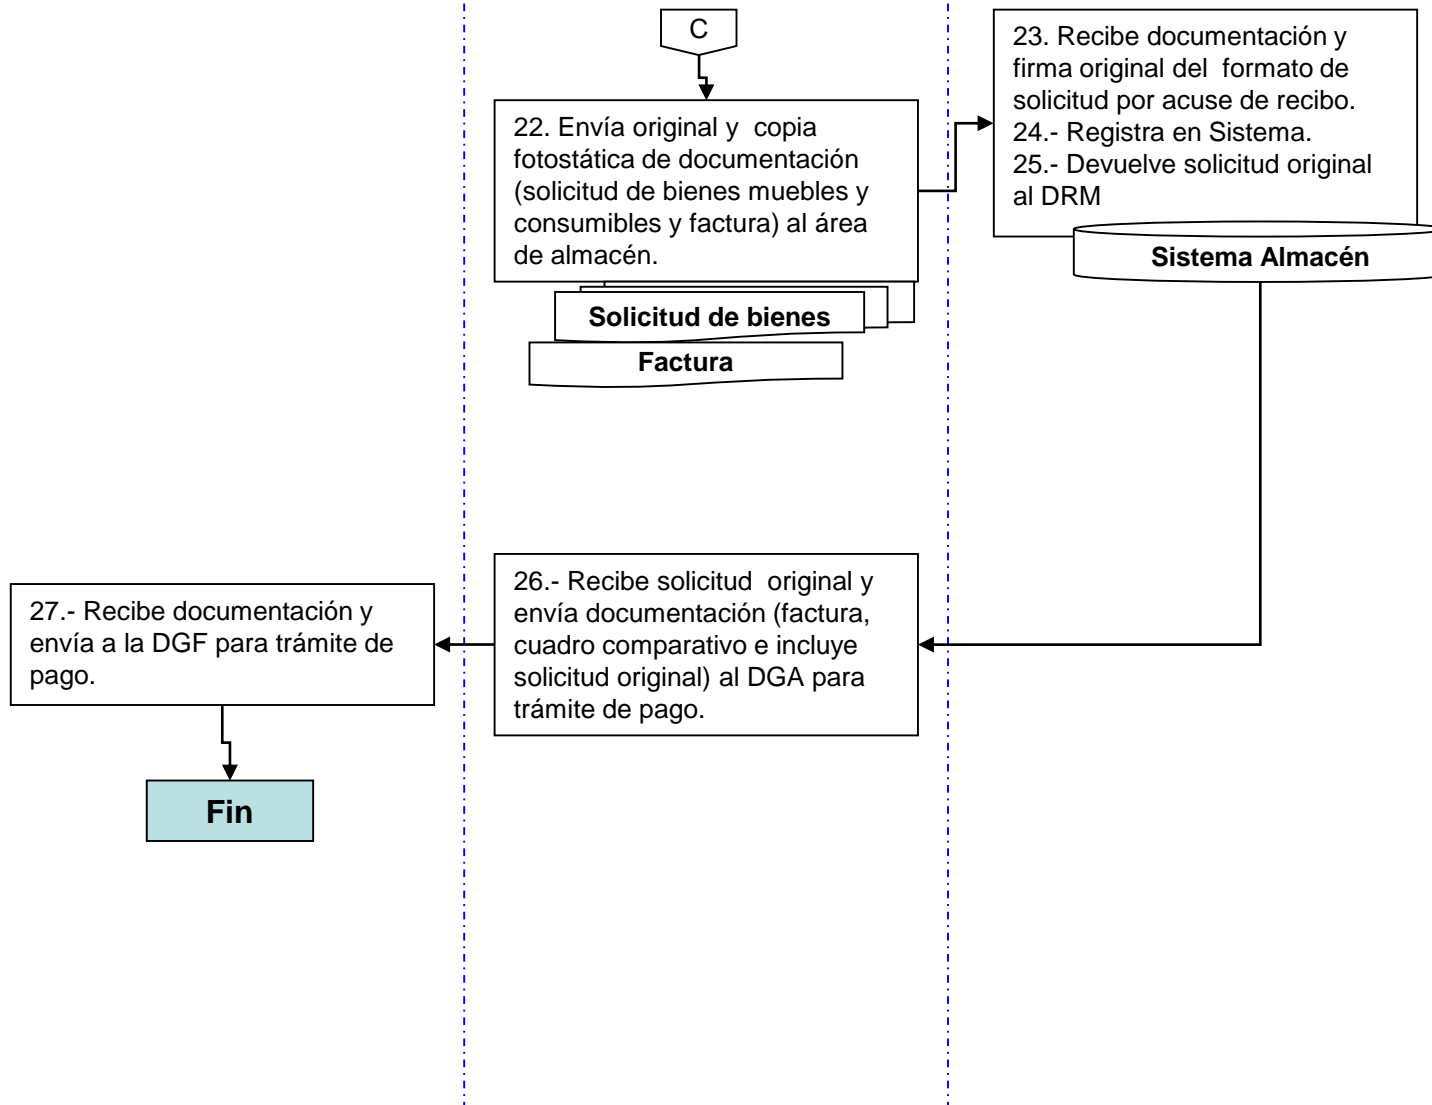 C
22. Envía original y copia
fotostática de documentación
(solicitud de bienes muebles y
consumibles y factura) al área
de almacén.
Solicitud de bienes
Factura
23. Recibe documentación y
firma original del formato de
solicitud por acuse de recibo.
24.- Registra en Sistema.
25.- Devuelve solicitud original
al DRM
Sistema Almacén
26.- Recibe solicitud original y
envía documentación (factura,
cuadro comparativo e incluye
solicitud original) al DGA para
trámite de pago.
27.- Recibe documentación y
envía a la DGF para trámite de
pago.
Fin